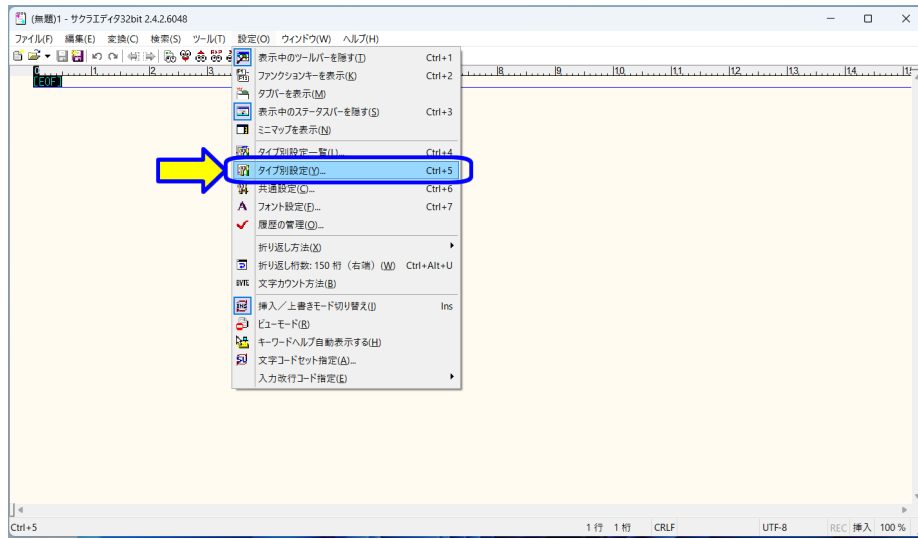 (無題)1 - サクラエディタ32bit 2.4.2.6048
ファイル(F) 編集(E) 変換(C) 検索(S) ツール(T) 設定(O) ウィンドウ(W) ヘルプ(H)
0 1 2 3 8 9 10 11 12 13 14 15
[EOF]
表示中のツールバーを隠す(T) Ctrl+1
ファンクションキーを表示(K) Ctrl+2
タブバーを表示(M)
表示中のステータスバーを隠す(S) Ctrl+3
ミニマップを表示(N)
タイプ別設定一覧(L)... Ctrl+4
タイプ別設定(Y)... Ctrl+5
共通設定(C)... Ctrl+6
フォント設定(F)... Ctrl+7
履歴の管理(O)...
折り返し方法(X)
折り返し桁数: 150 桁（右端）(W) Ctrl+Alt+U
文字カウント方法(B)
挿入／上書きモード切り替え(I) Ins
ビューモード(R)
キーワードヘルプ自動表示する(H)
文字コードセット指定(A)...
入力改行コード指定(E)
Ctrl+5 1 行 1 桁 CRLF UTF-8 REC 挿入 100 %